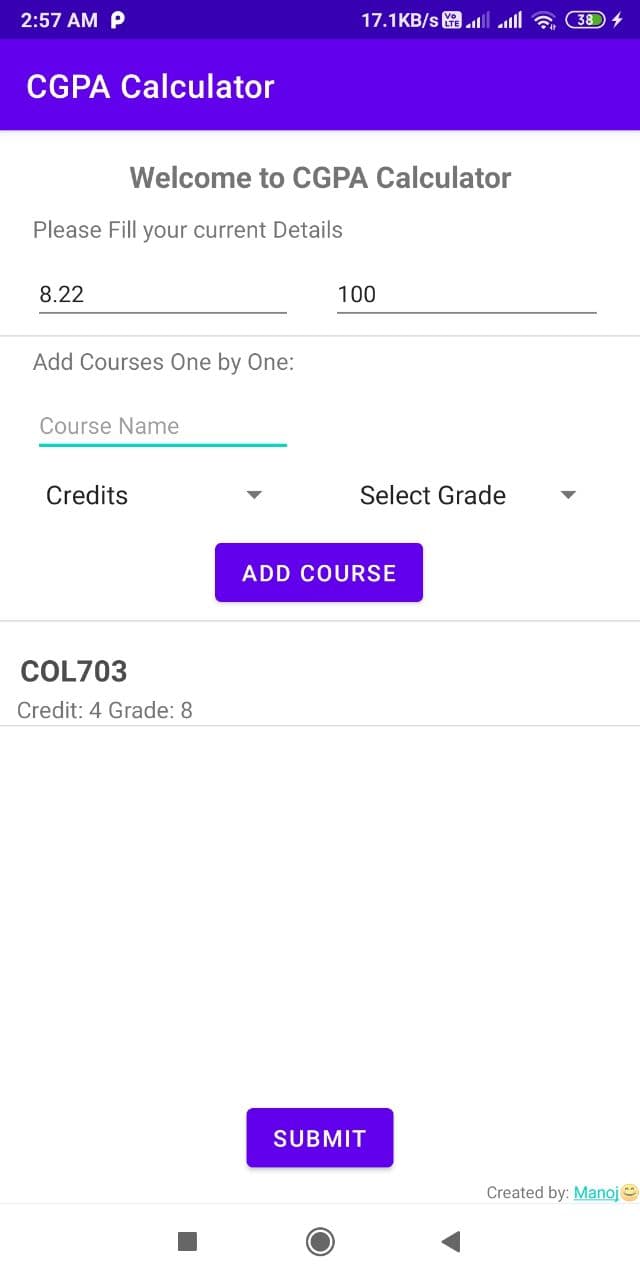 2:57 AM 17.1KB/s Vo LTE 38
CGPA Calculator
Welcome to CGPA Calculator
Please Fill your current Details
8.22 100
Add Courses One by One:
Course Name
Credits Select Grade
ADD COURSE
COL703
Credit: 4 Grade: 8
SUBMIT
Created by: Manoj😊